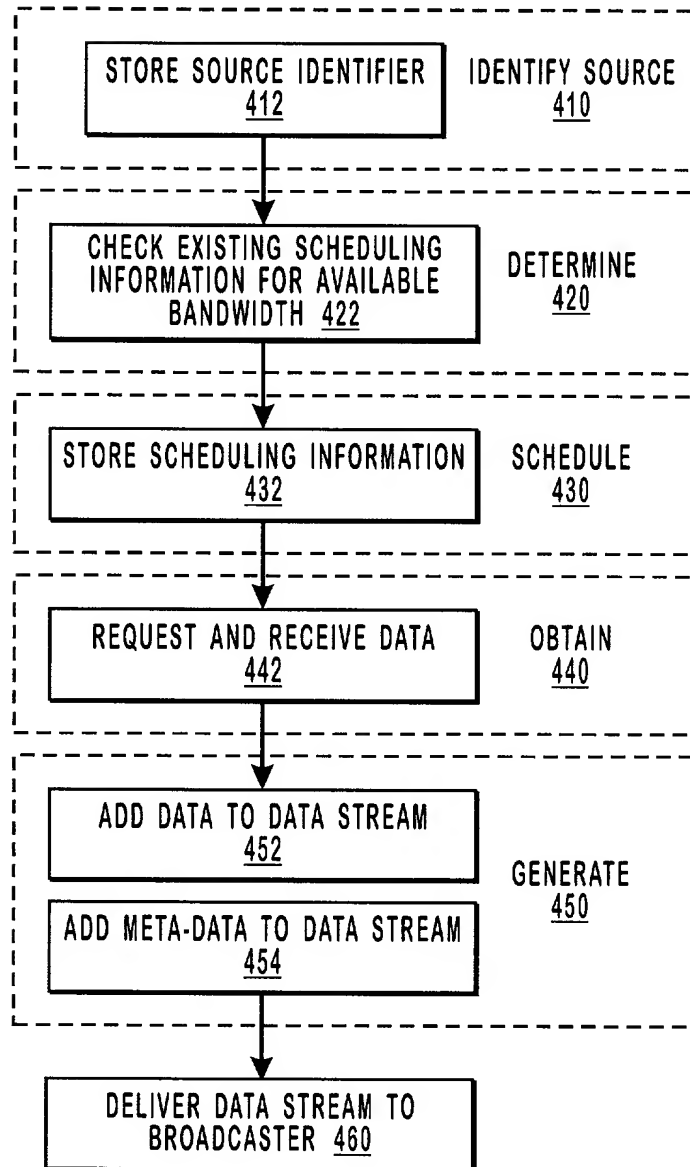 STORE SOURCE IDENTIFIER
412
IDENTIFY SOURCE
410
CHECK EXISTING SCHEDULING
INFORMATION FOR AVAILABLE
BANDWIDTH 422
DETERMINE
420
STORE SCHEDULING INFORMATION
432
SCHEDULE
430
REQUEST AND RECEIVE DATA
442
OBTAIN
440
ADD DATA TO DATA STREAM
452
ADD META-DATA TO DATA STREAM
454
GENERATE
450
DELIVER DATA STREAM TO
BROADCASTER 460